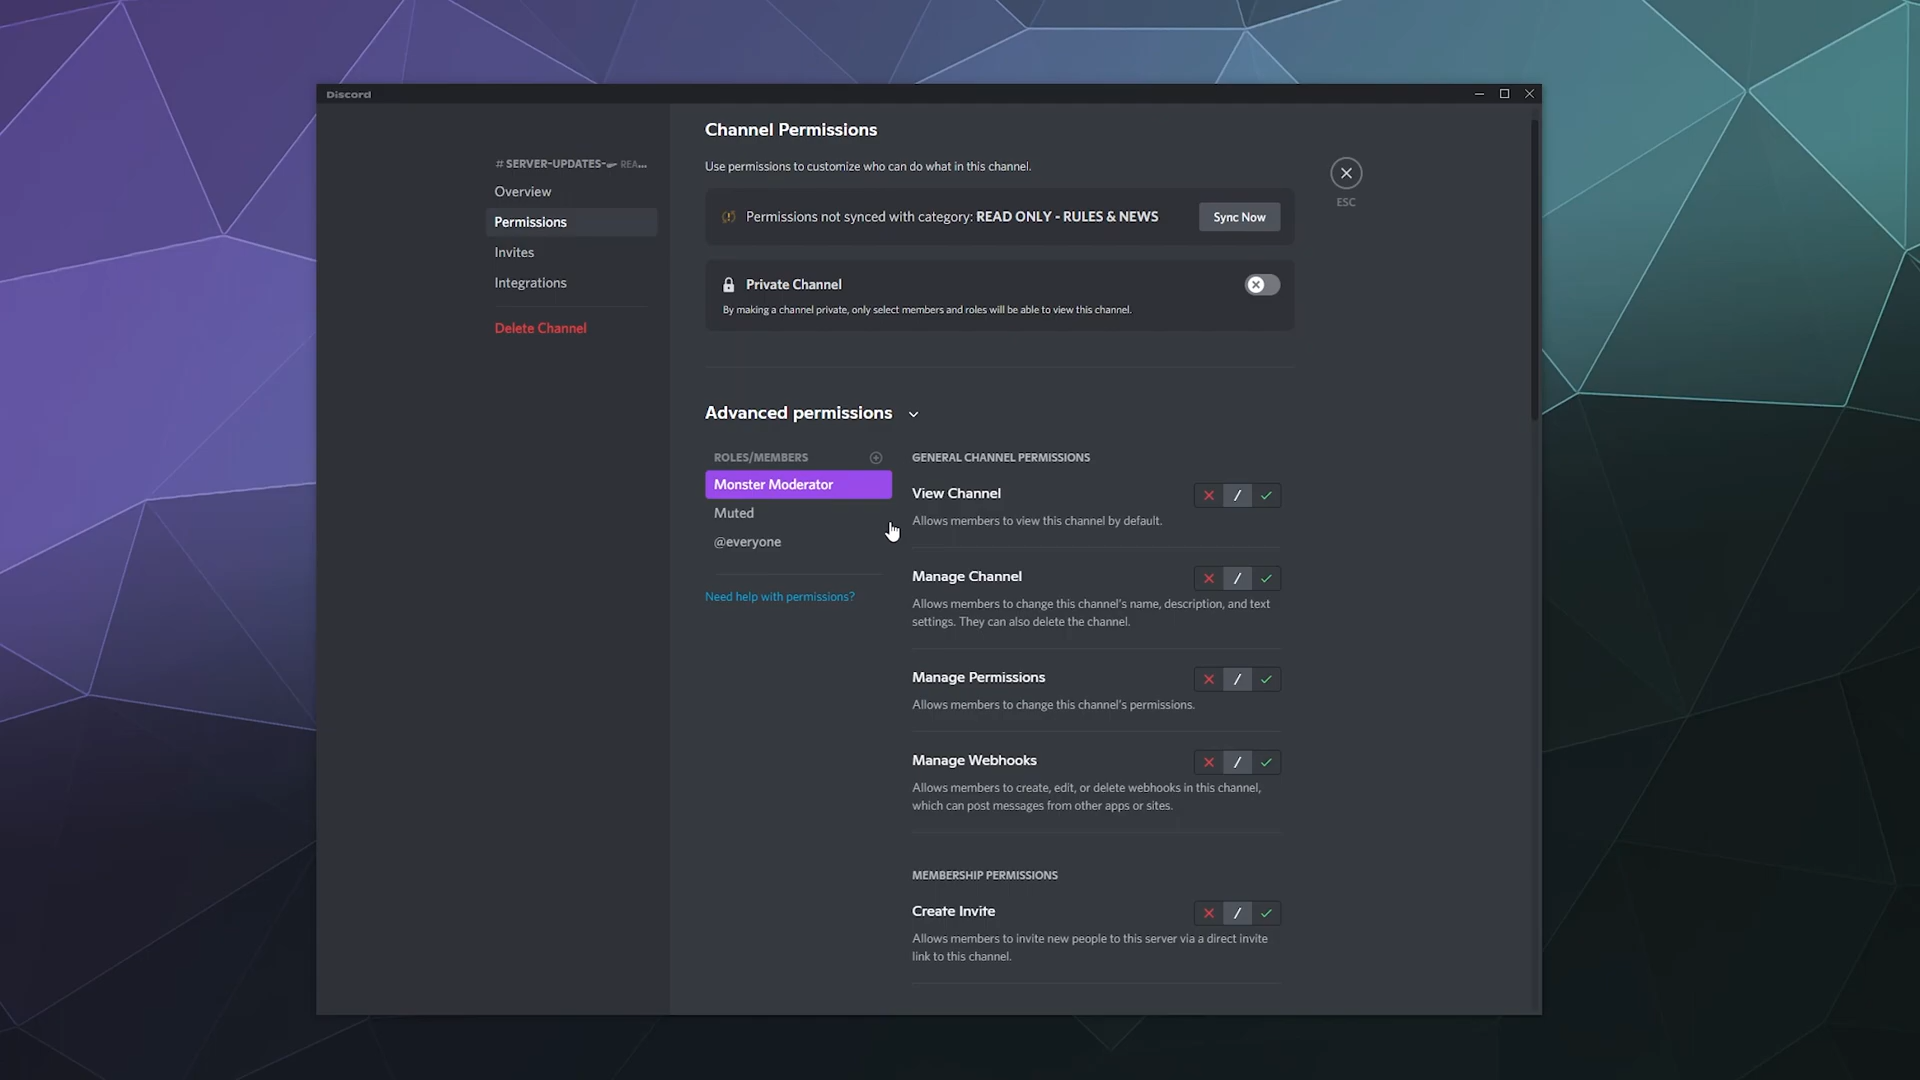 Discord
# SERVER-UPDATES- REA...
Overview
Permissions
Invites
Integrations
Delete Channel
Channel Permissions
Use permissions to customize who can do what in this channel.
Permissions not synced with category: READ ONLY - RULES & NEWS
Sync Now
Private Channel
By making a channel private, only select members and roles will be able to view this channel.
ESC
Advanced permissions
ROLES/MEMBERS
Monster Moderator
Muted
@everyone
Need help with permissions?
GENERAL CHANNEL PERMISSIONS
View Channel
Allows members to view this channel by default.
Manage Channel
Allows members to change this channel's name, description, and text
settings. They can also delete the channel.
Manage Permissions
Allows members to change this channel's permissions.
Manage Webhooks
Allows members to create, edit, or delete webhooks in this channel,
which can post messages from other apps or sites.
MEMBERSHIP PERMISSIONS
Create Invite
Allows members to invite new people to this server via a direct invite
link to this channel.